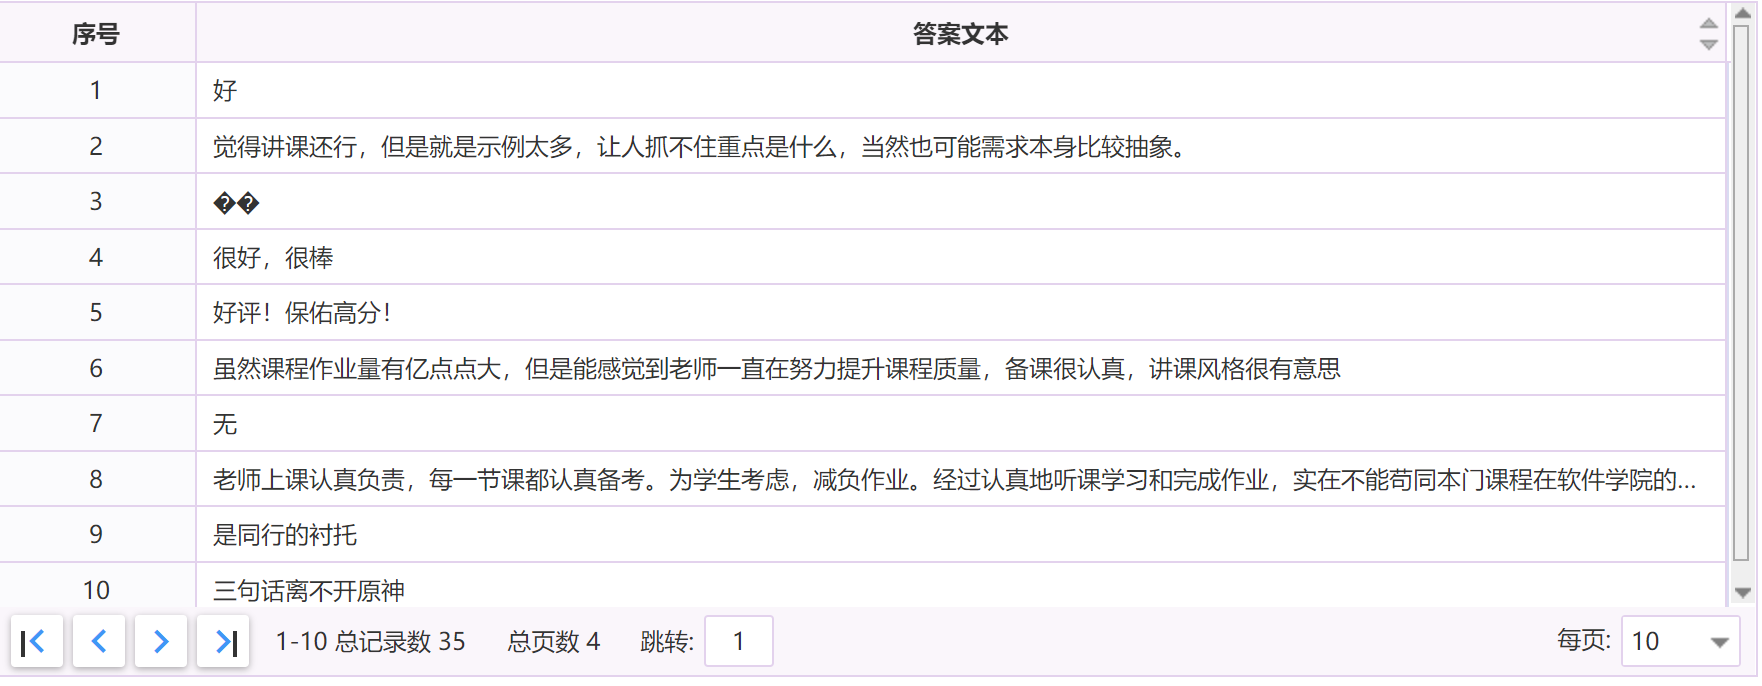 序号 答案文本
1 好
2 觉得讲课还行，但是就是示例太多，让人抓不住重点是什么，当然也可能需求本身比较抽象。
3 ��
4 很好，很棒
5 好评！保佑高分！
6 虽然课程作业量有亿点点大，但是能感觉到老师一直在努力提升课程质量，备课很认真，讲课风格很有意思
7 无
8 老师上课认真负责，每一节课都认真备考。为学生考虑，减负作业。经过认真地听课学习和完成作业，实在不能苟同本门课程在软件学院的...
9 是同行的衬托
10 三句话离不开原神
1-10 总记录数 35 总页数 4 跳转: 1 每页: 10